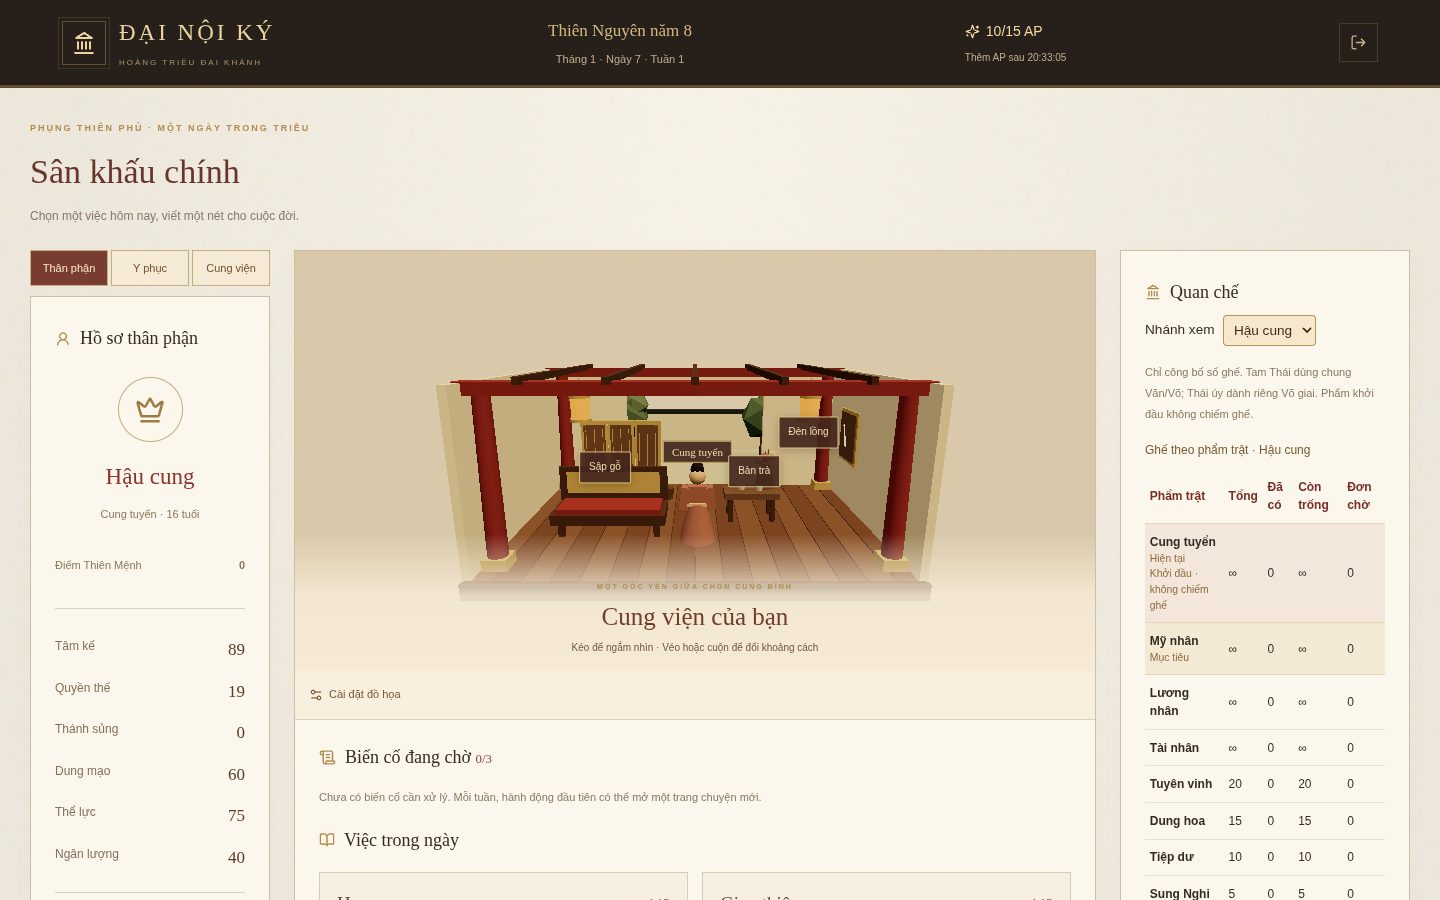 ĐẠI NỘI KÝ
HOÀNG TRIỀU ĐẠI KHÁNH
Thiên Nguyên năm 8
Tháng 1 · Ngày 7 · Tuần 1
10/15 AP
Thêm AP sau 20:33:05
PHỤNG THIÊN PHỦ · MỘT NGÀY TRONG TRIỀU
Sân khấu chính
Chọn một việc hôm nay, viết một nét cho cuộc đời.
Thân phận
Y phục
Cung viện
Hồ sơ thân phận
Hậu cung
Cung tuyển · 16 tuổi
Điểm Thiên Mệnh 0
Tâm kế 89
Quyền thế 19
Thánh sủng 0
Dung mạo 60
Thể lực 75
Ngân lượng 40
Đèn lồng
Cung tuyển
Sập gỗ
Bàn trà
MỘT GÓC YÊN GIỮA CHỐN CUNG ĐÌNH
Cung viện của bạn
Kéo để ngắm nhìn · Véo hoặc cuộn để đổi khoảng cách
Cài đặt đồ họa
Biến cố đang chờ 0/3
Chưa có biến cố cần xử lý. Mỗi tuần, hành động đầu tiên có thể mở một trang chuyện mới.
Việc trong ngày
Quan chế
Nhánh xem Hậu cung
Chỉ công bố số ghế. Tam Thái dùng chung
Văn/Võ; Thái úy dành riêng Võ giai. Phẩm khởi
đầu không chiếm ghế.
Ghế theo phẩm trật · Hậu cung
Phẩm trật Tổng Đã có Còn trống Đơn chờ
Cung tuyển
Hiện tại
Khởi đầu ·
không chiếm
ghế
∞ 0 ∞ 0
Mỹ nhân
Mục tiêu
∞ 0 ∞ 0
Lương
nhân
∞ 0 ∞ 0
Tài nhân ∞ 0 ∞ 0
Tuyên vinh 20 0 20 0
Dung hoa 15 0 15 0
Tiệp dư 10 0 10 0
Sung Nghi 5 0 5 0